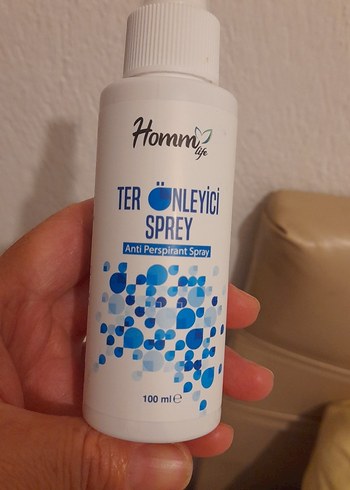 Homm
life
TER ÖNLEYİCİ
SPREY
Anti Perspirant Spray
100 ml ℮